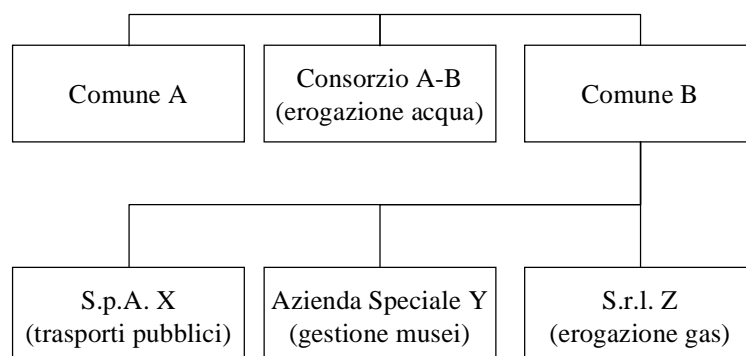 Comune A
Consorzio A-B
(erogazione acqua)
Comune B
S.p.A. X
(trasporti pubblici)
Azienda Speciale Y
(gestione musei)
S.r.l. Z
(erogazione gas)